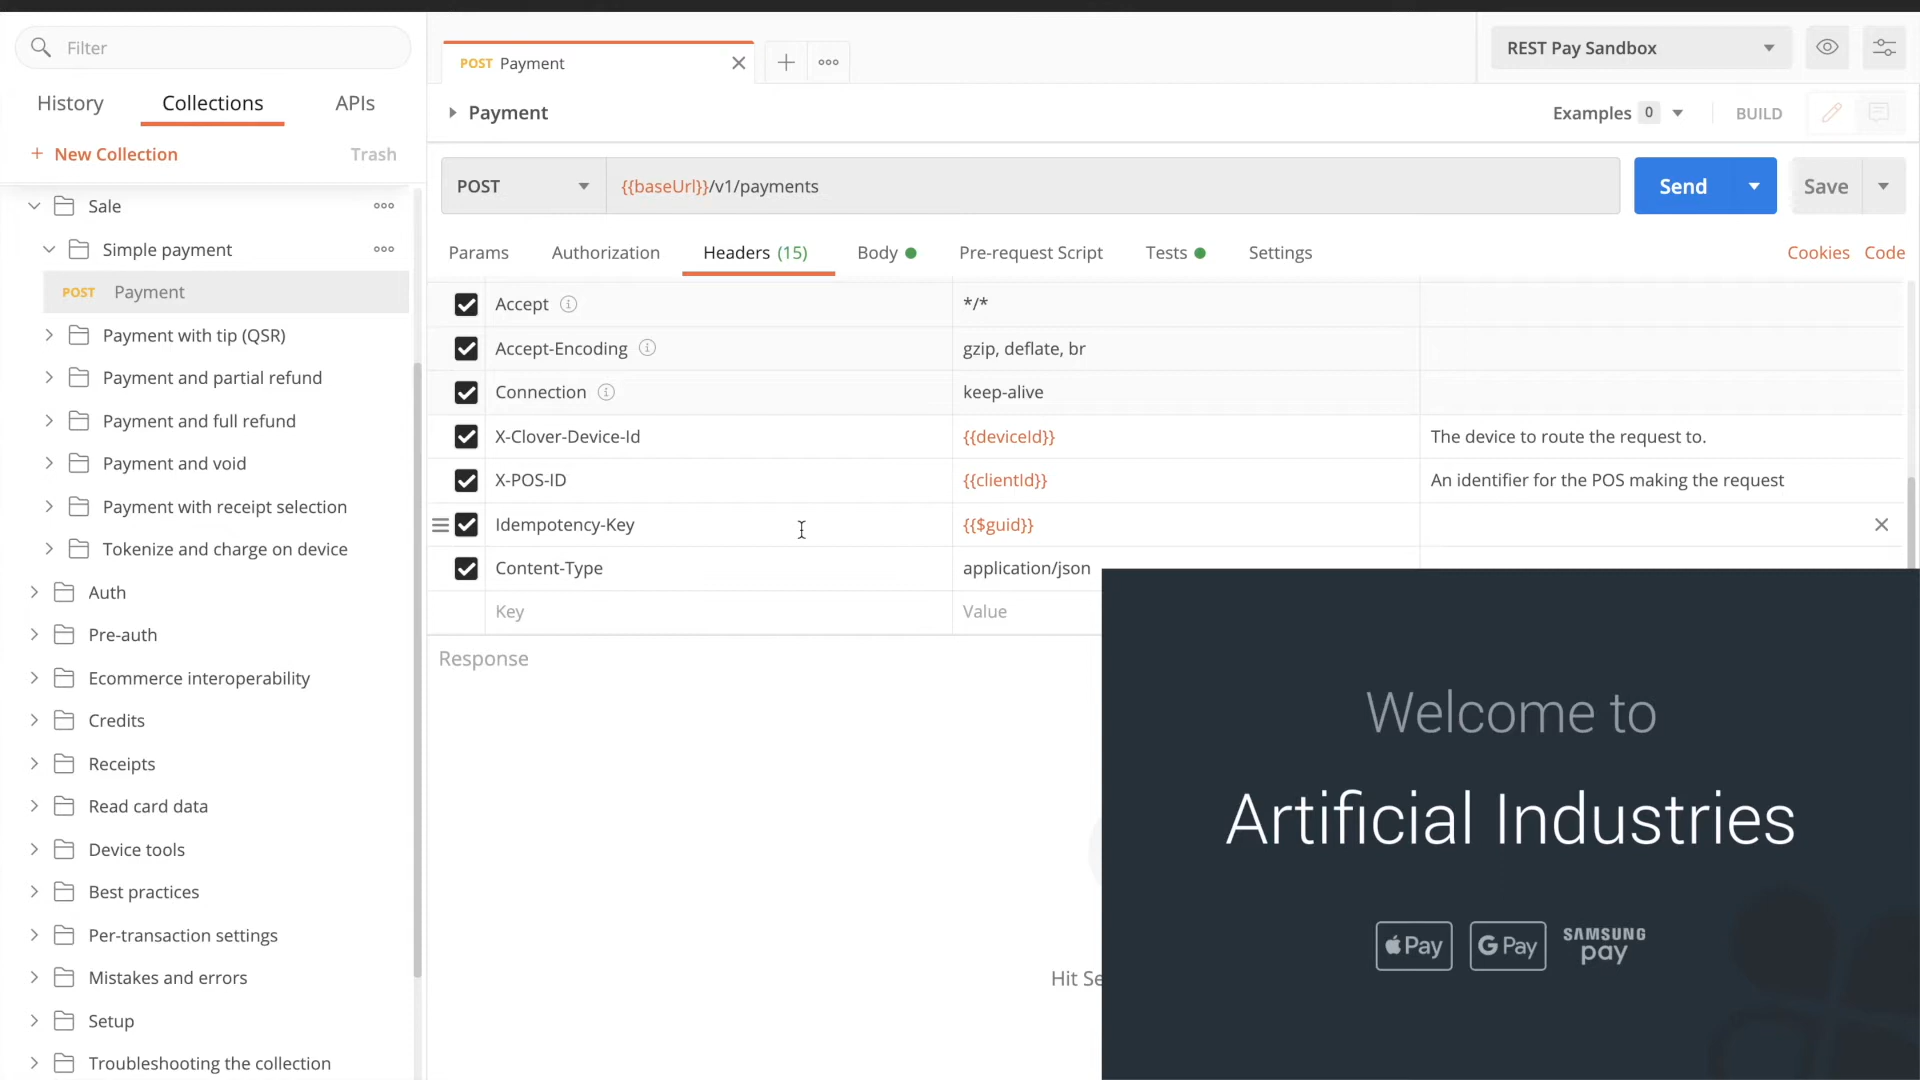 Filter
History Collections APIs
+ New Collection Trash
Sale
Simple payment
POST Payment
Payment with tip (QSR)
Payment and partial refund
Payment and full refund
Payment and void
Payment with receipt selection
Tokenize and charge on device
Auth
Pre-auth
Ecommerce interoperability
Credits
Receipts
Read card data
Device tools
Best practices
Per-transaction settings
Mistakes and errors
Setup
Troubleshooting the collection
POST Payment
REST Pay Sandbox
Payment
Examples 0 BUILD
POST {{baseUrl}}/v1/payments Send Save
Params Authorization Headers (15) Body Pre-request Script Tests Settings Cookies Code
Accept */*
Accept-Encoding gzip, deflate, br
Connection keep-alive
X-Clover-Device-Id {{deviceId}} The device to route the request to.
X-POS-ID {{clientId}} An identifier for the POS making the request
Idempotency-Key {{$guid}}
Content-Type application/json
Key Value
Response
Hit Se
Welcome to
Artificial Industries
Pay G Pay SAMSUNG pay